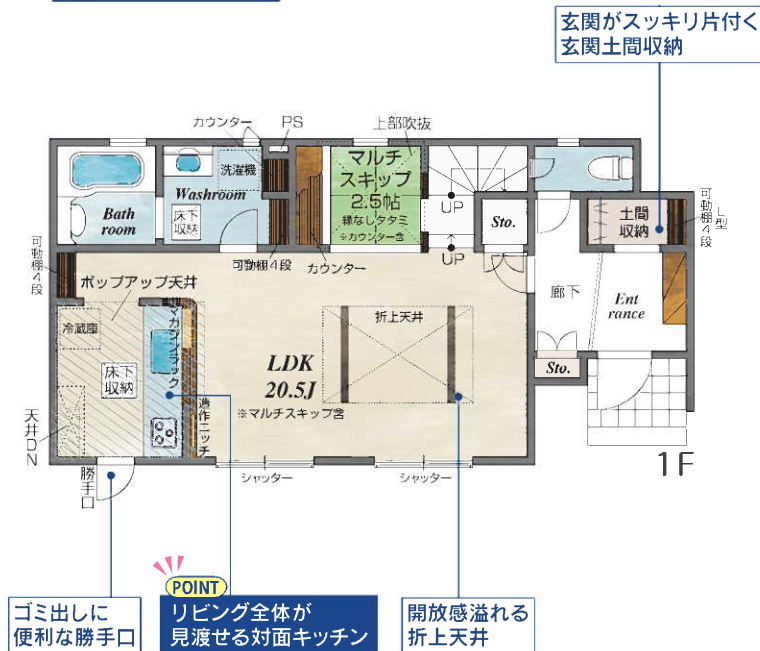 玄関がスッキリ片付く
玄関土間収納
カウンター
PS
上部吹抜
洗濯機
Washroom
床下
収納
Bath
room
マルチ
スキップ
2.5帖
縁なしタタミ
※カウンター含
UP
UP
Sto.
土間
収納
可動棚4段
L型
可動棚4段
可動棚4段
カウンター
ポップアップ天井
冷蔵庫
マガジンラック
床下
収納
造作ニッチ
天井DN
勝手口
折上天井
LDK
20.5J
※マルチスキップ含
廊下
Ent
rance
Sto.
シャッター
シャッター
1F
ゴミ出しに
便利な勝手口
POINT
リビング全体が
見渡せる対面キッチン
開放感溢れる
折上天井